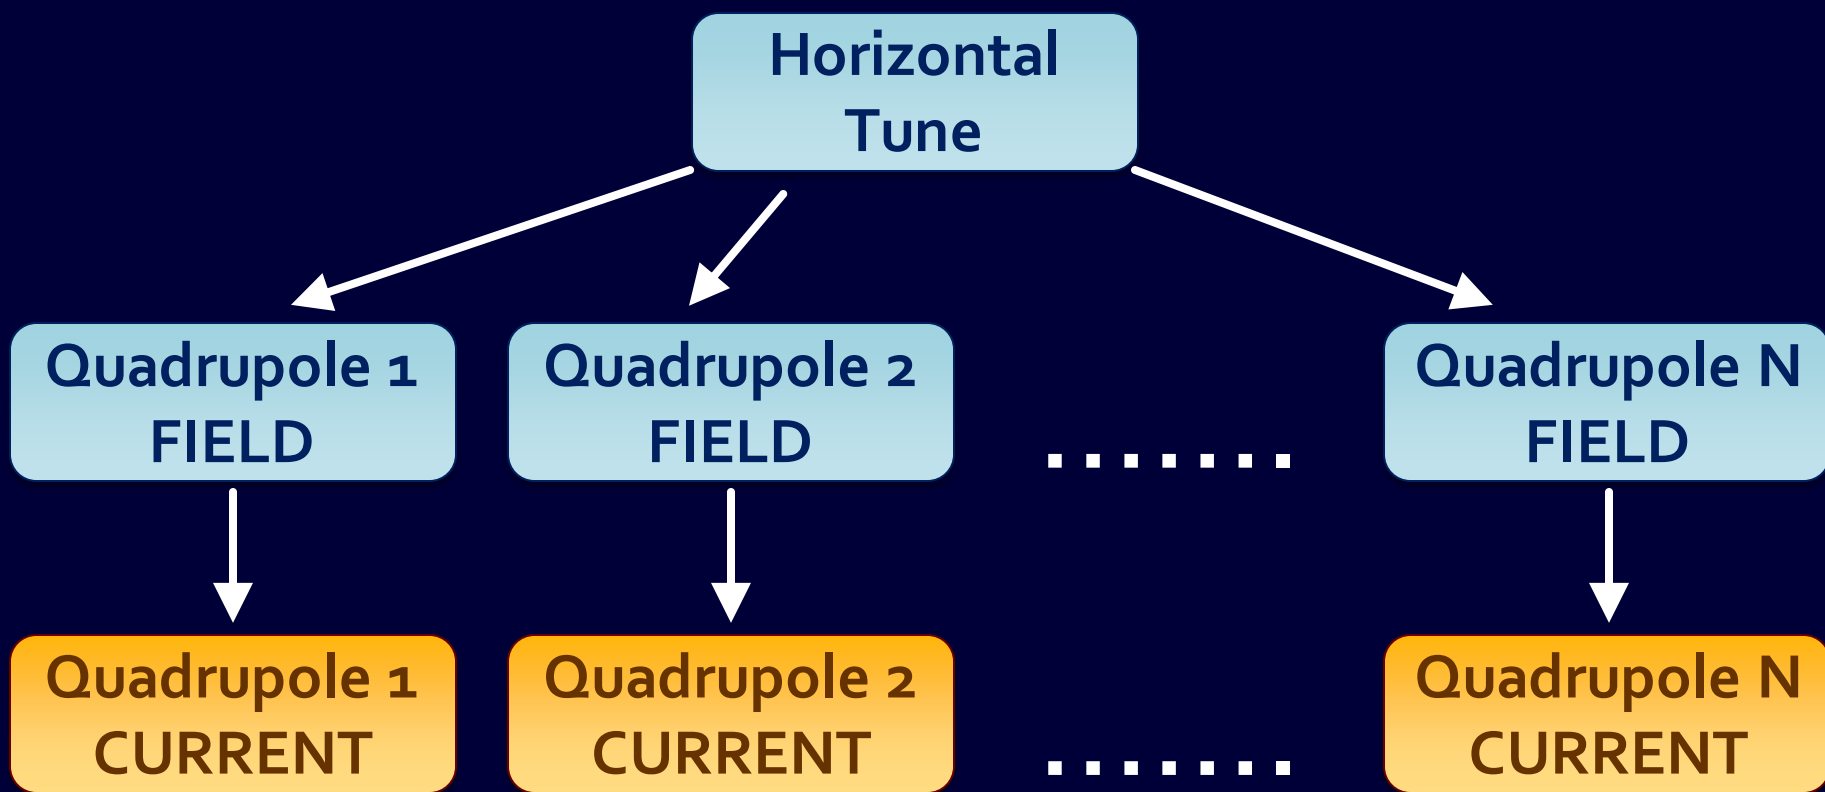 Horizontal
Tune
Quadrupole 1
FIELD
Quadrupole 2
FIELD
.......
Quadrupole N
FIELD
Quadrupole 1
CURRENT
Quadrupole 2
CURRENT
.......
Quadrupole N
CURRENT